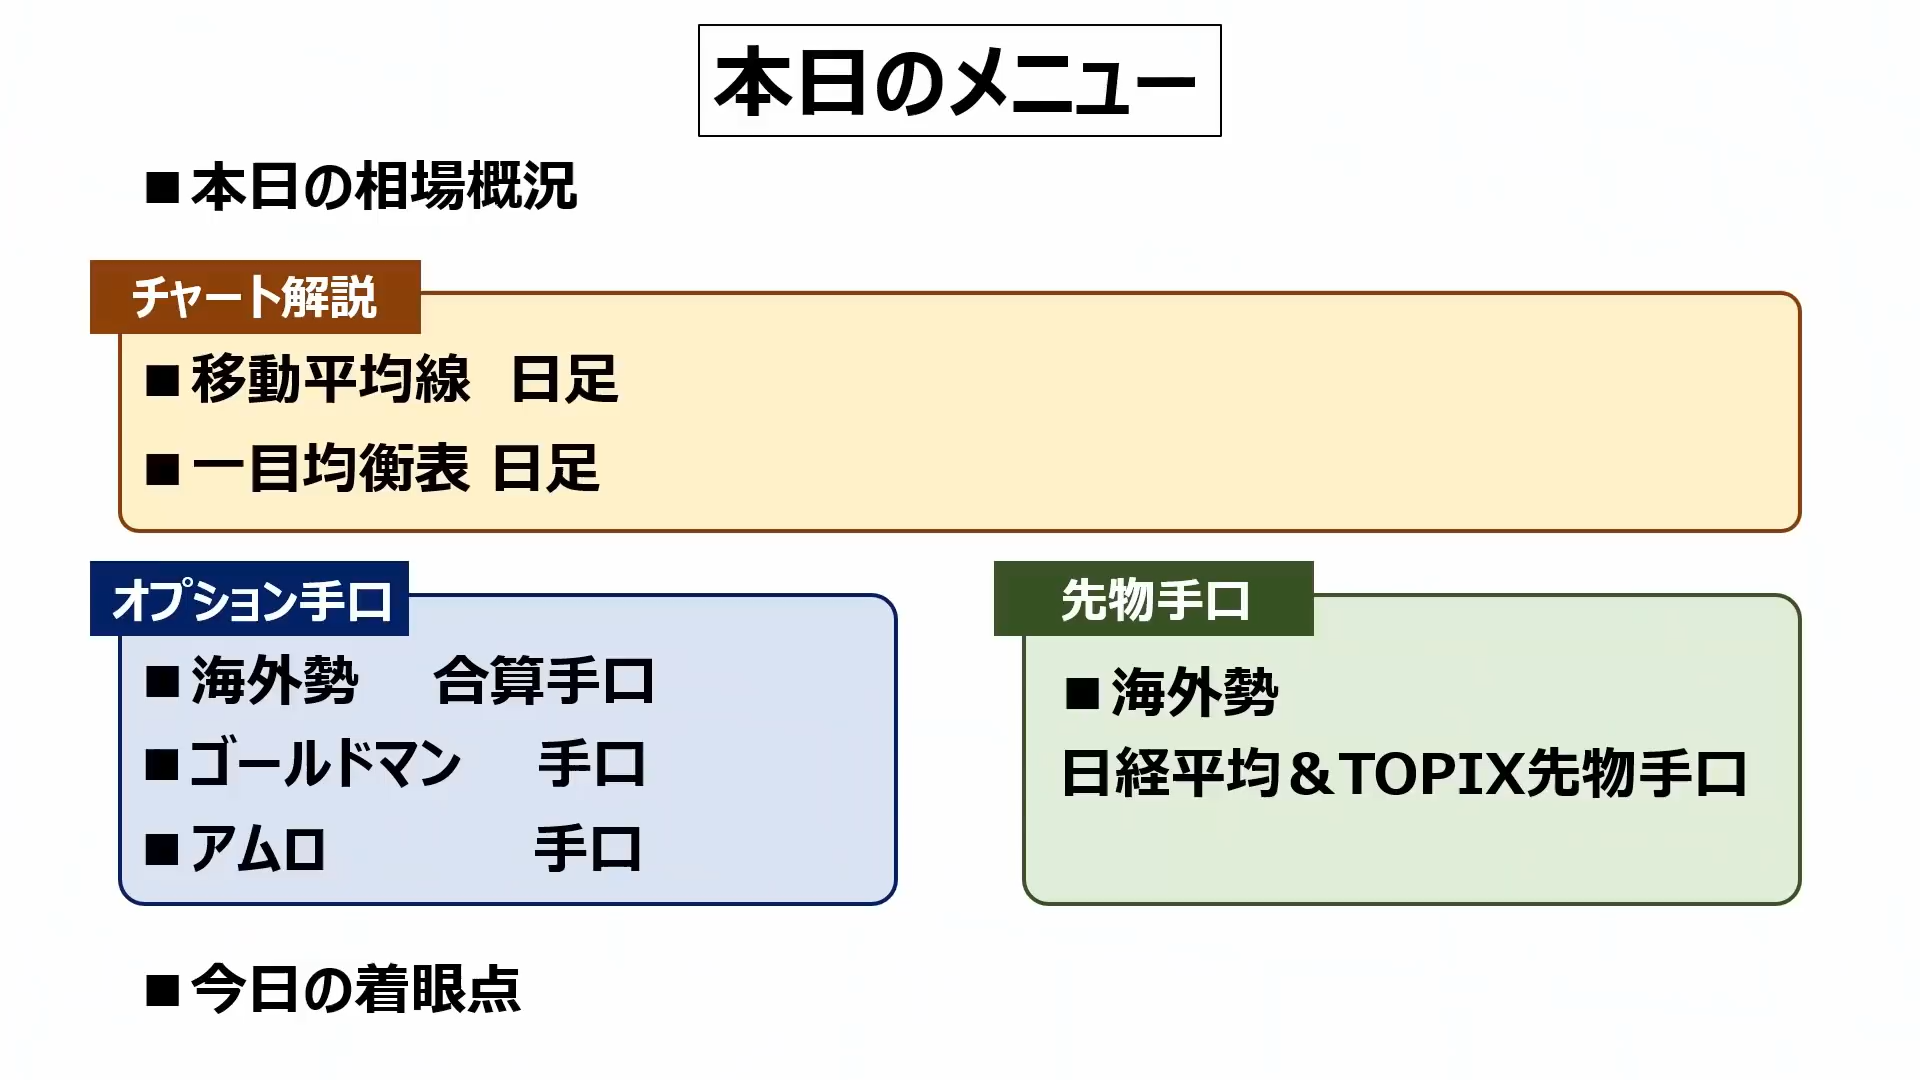 本日のメニュー
■本日の相場概況
チャート解説
■移動平均線 日足
■一目均衡表 日足
オプション手口
■海外勢 合算手口
■ゴールドマン 手口
■アムロ 手口
先物手口
■海外勢
日経平均＆TOPIX先物手口
■今日の着眼点